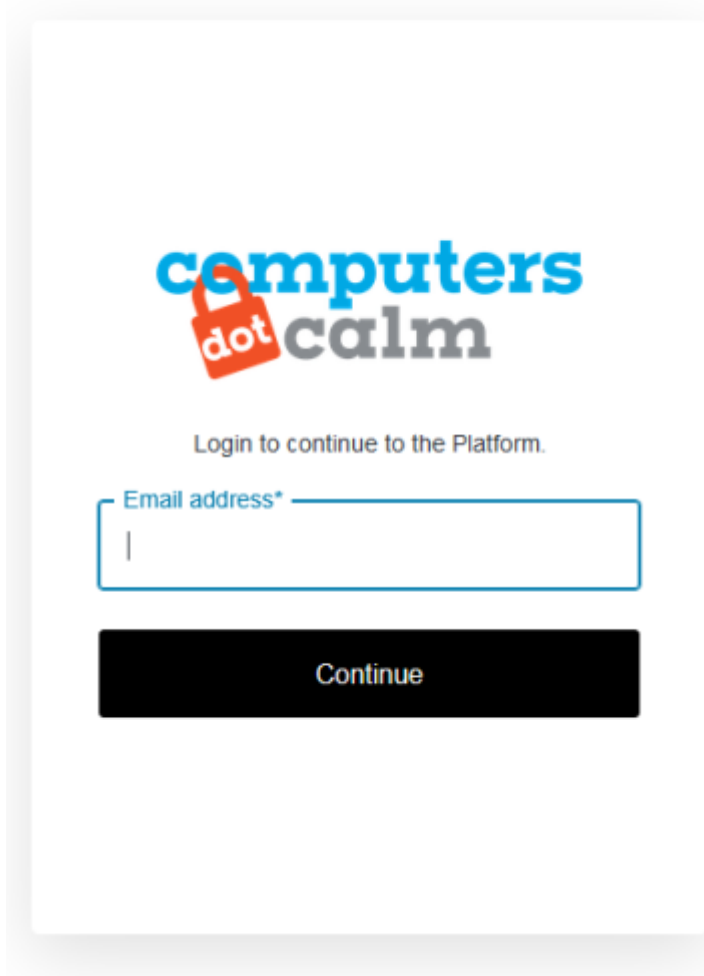 computers
dot calm
Login to continue to the Platform.
Email address*
Continue